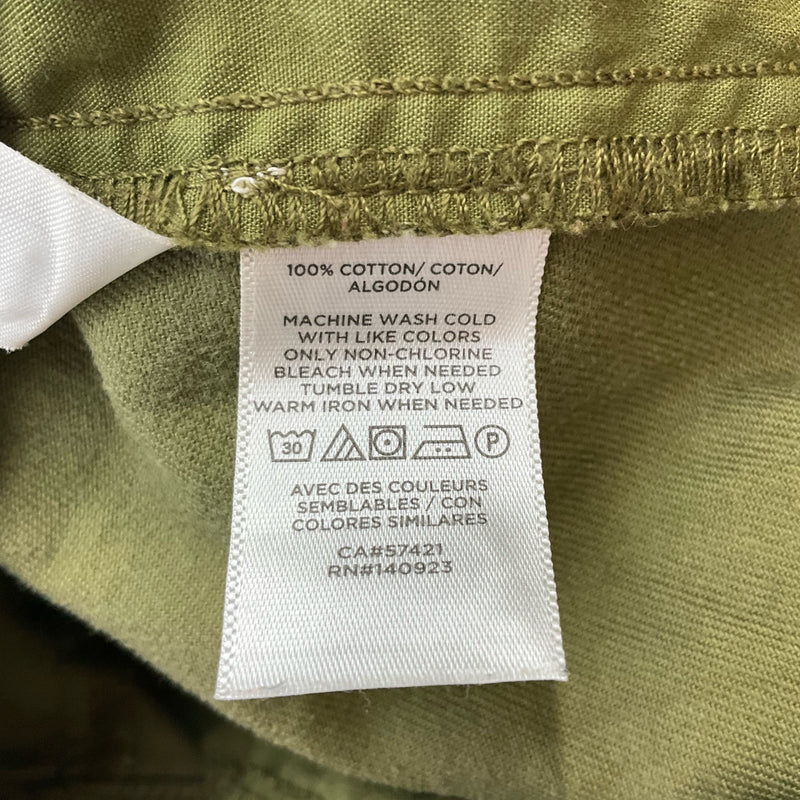 100% COTTON/ COTON/
ALGODÓN
MACHINE WASH COLD
WITH LIKE COLORS
ONLY NON-CHLORINE
BLEACH WHEN NEEDED
TUMBLE DRY LOW
WARM IRON WHEN NEEDED
30 P
AVEC DES COULEURS
SEMBLABLES / CON
COLORES SIMILARES
CA#57421
RN#140923